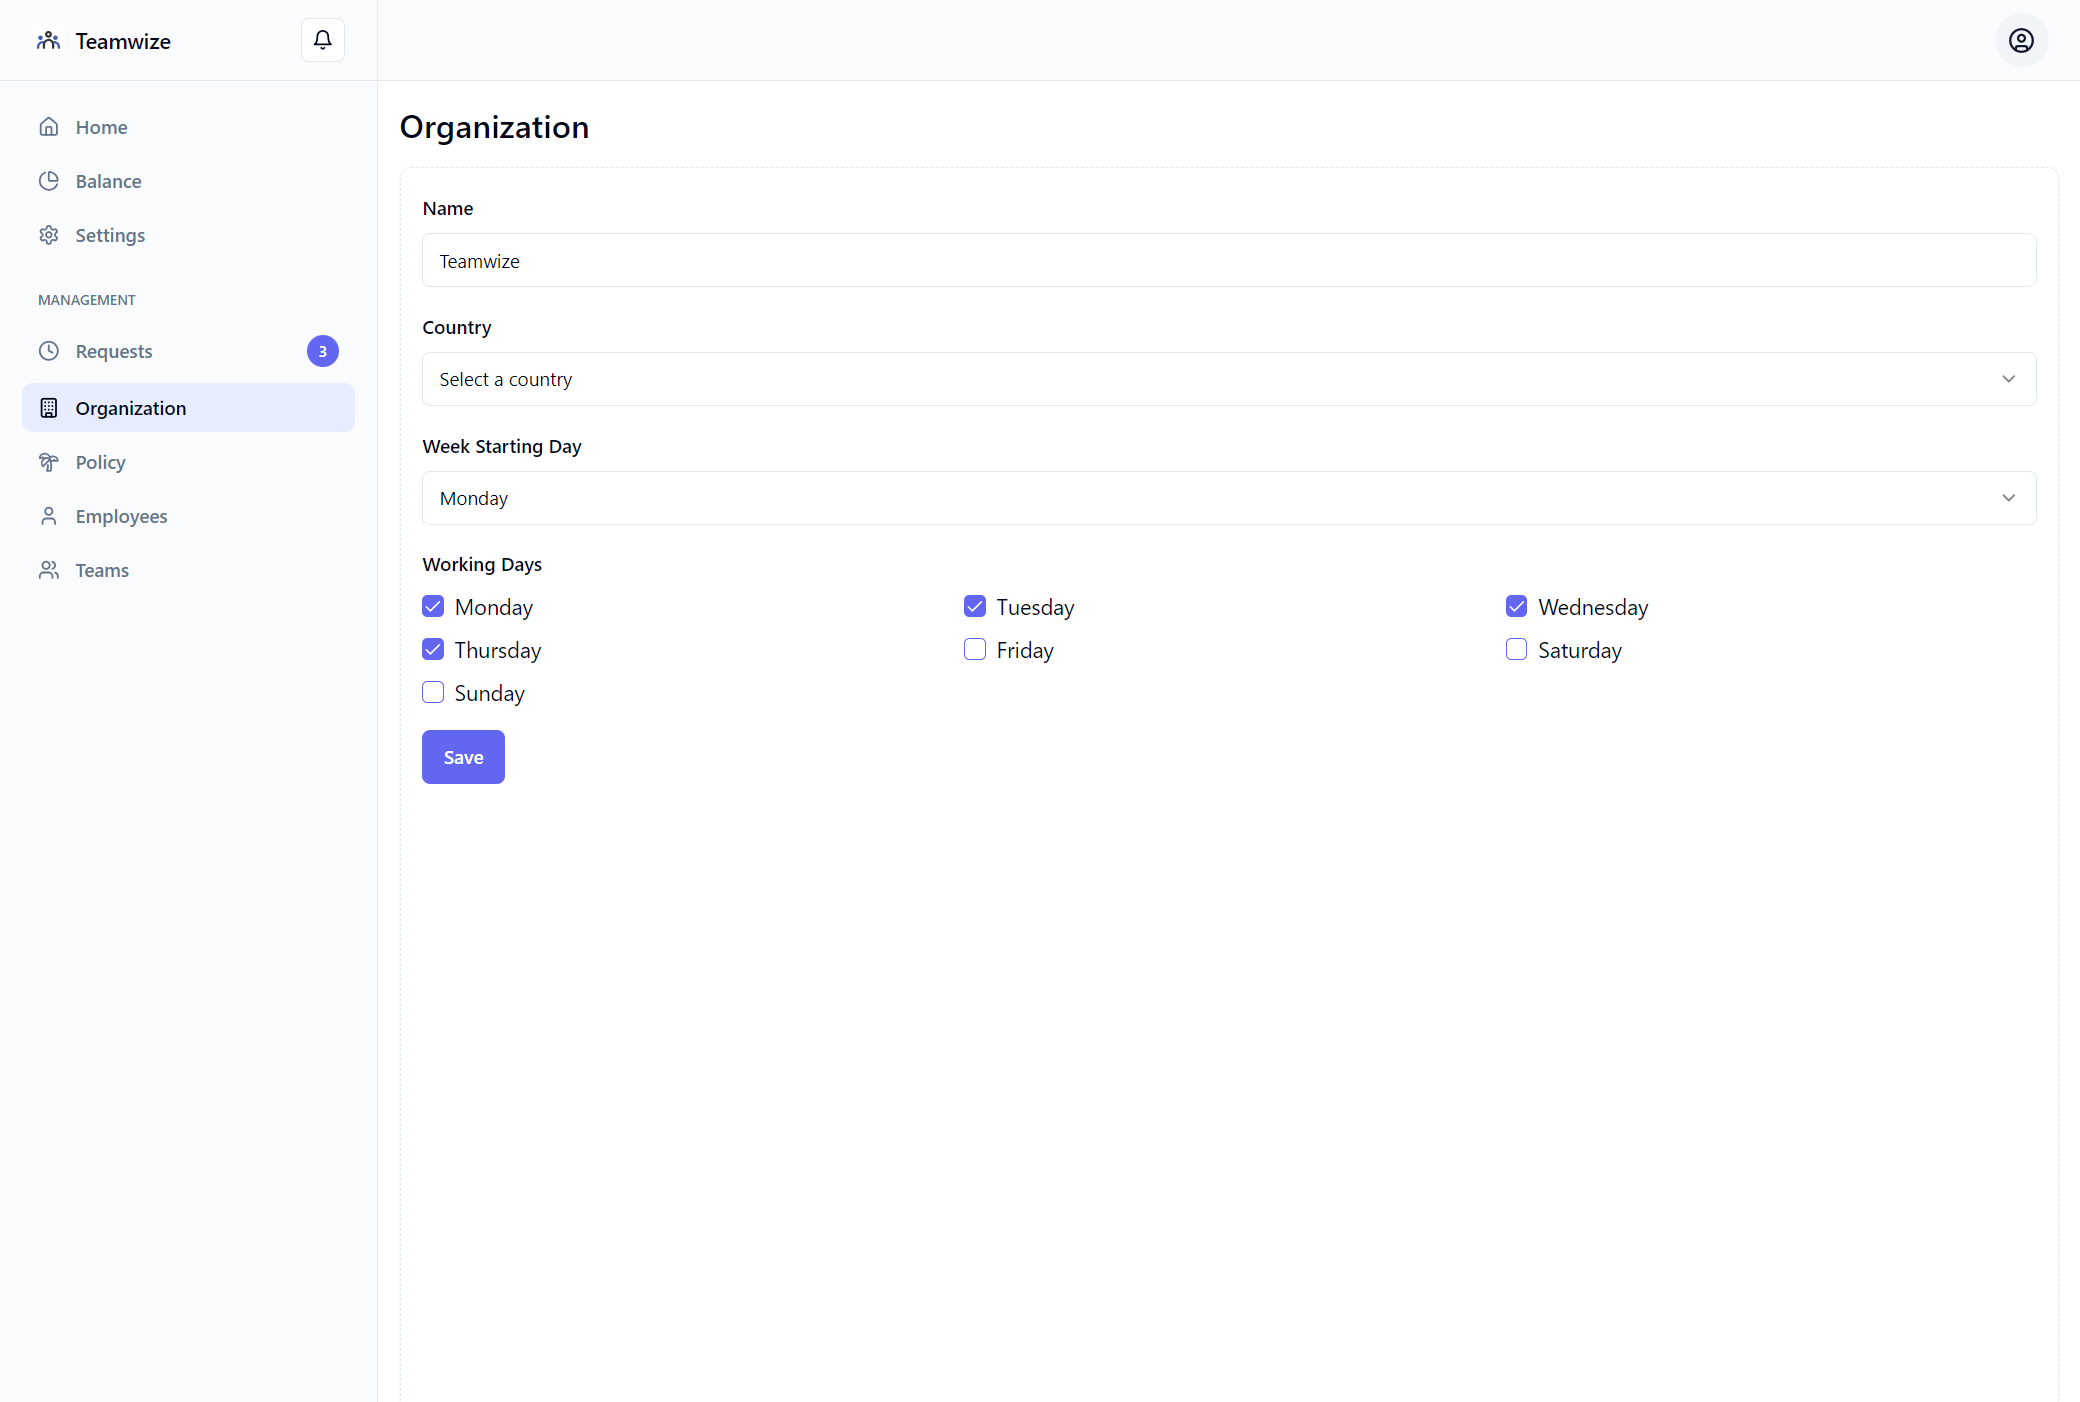 Teamwize
Home
Balance
Settings
MANAGEMENT
Requests 3
Organization
Policy
Employees
Teams
Organization
Name
Teamwize
Country
Select a country
Week Starting Day
Monday
Working Days
Monday Tuesday Wednesday
Thursday Friday Saturday
Sunday
Save